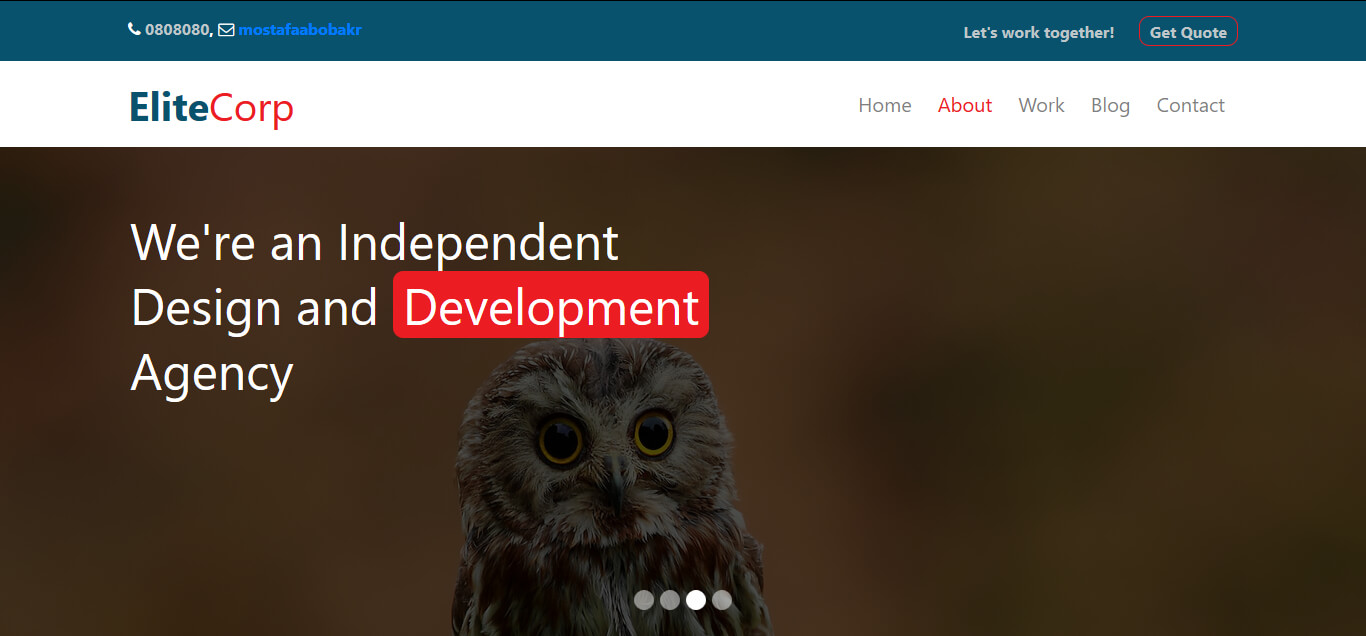 0808080, mostafaabobakr
Let's work together! Get Quote
EliteCorp
Home About Work Blog Contact
We're an Independent
Design and Development
Agency